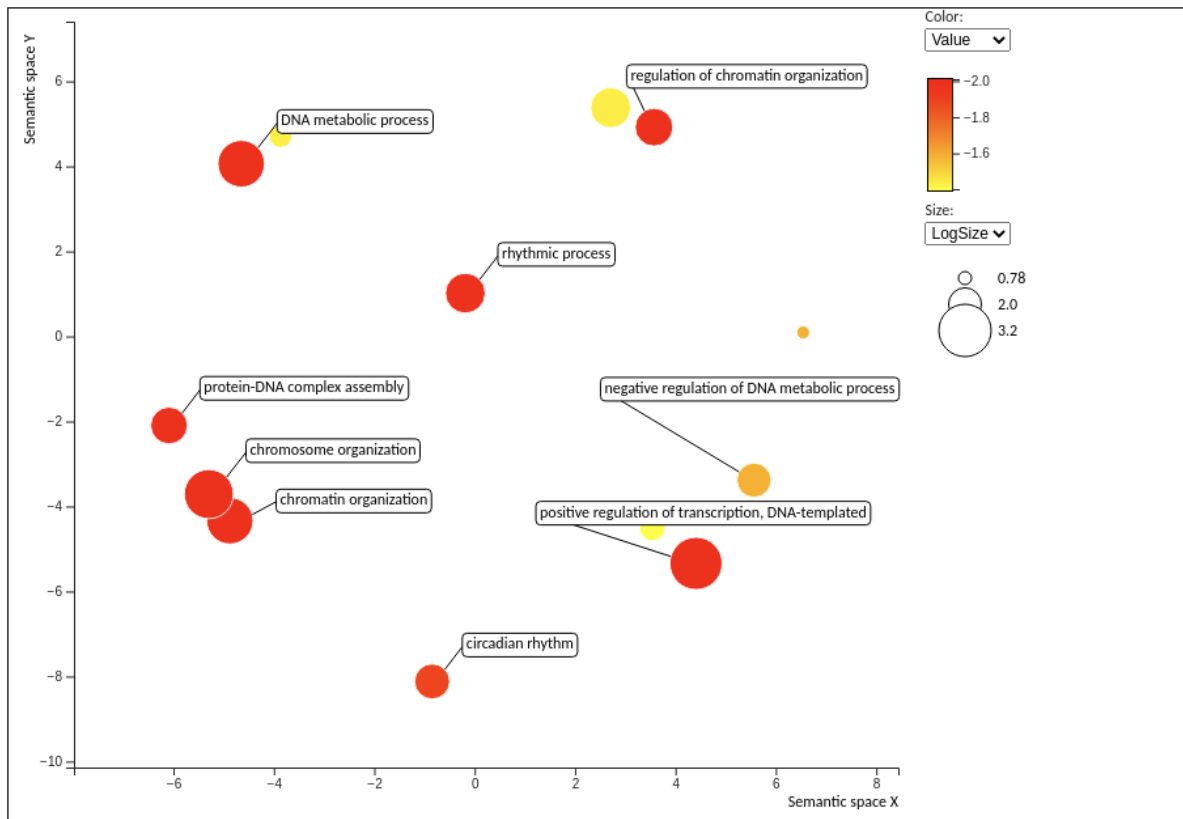 Color:
Value
−2.0
−1.8
−1.6
Size:
LogSize
0.78
2.0
3.2
Semantic space Y
6
4
2
0
−2
−4
−6
−8
−10
regulation of chromatin organization
DNA metabolic process
rhythmic process
protein-DNA complex assembly
negative regulation of DNA metabolic process
chromosome organization
chromatin organization
positive regulation of transcription, DNA-templated
circadian rhythm
−6
−4
−2
0
2
4
6
8
Semantic space X